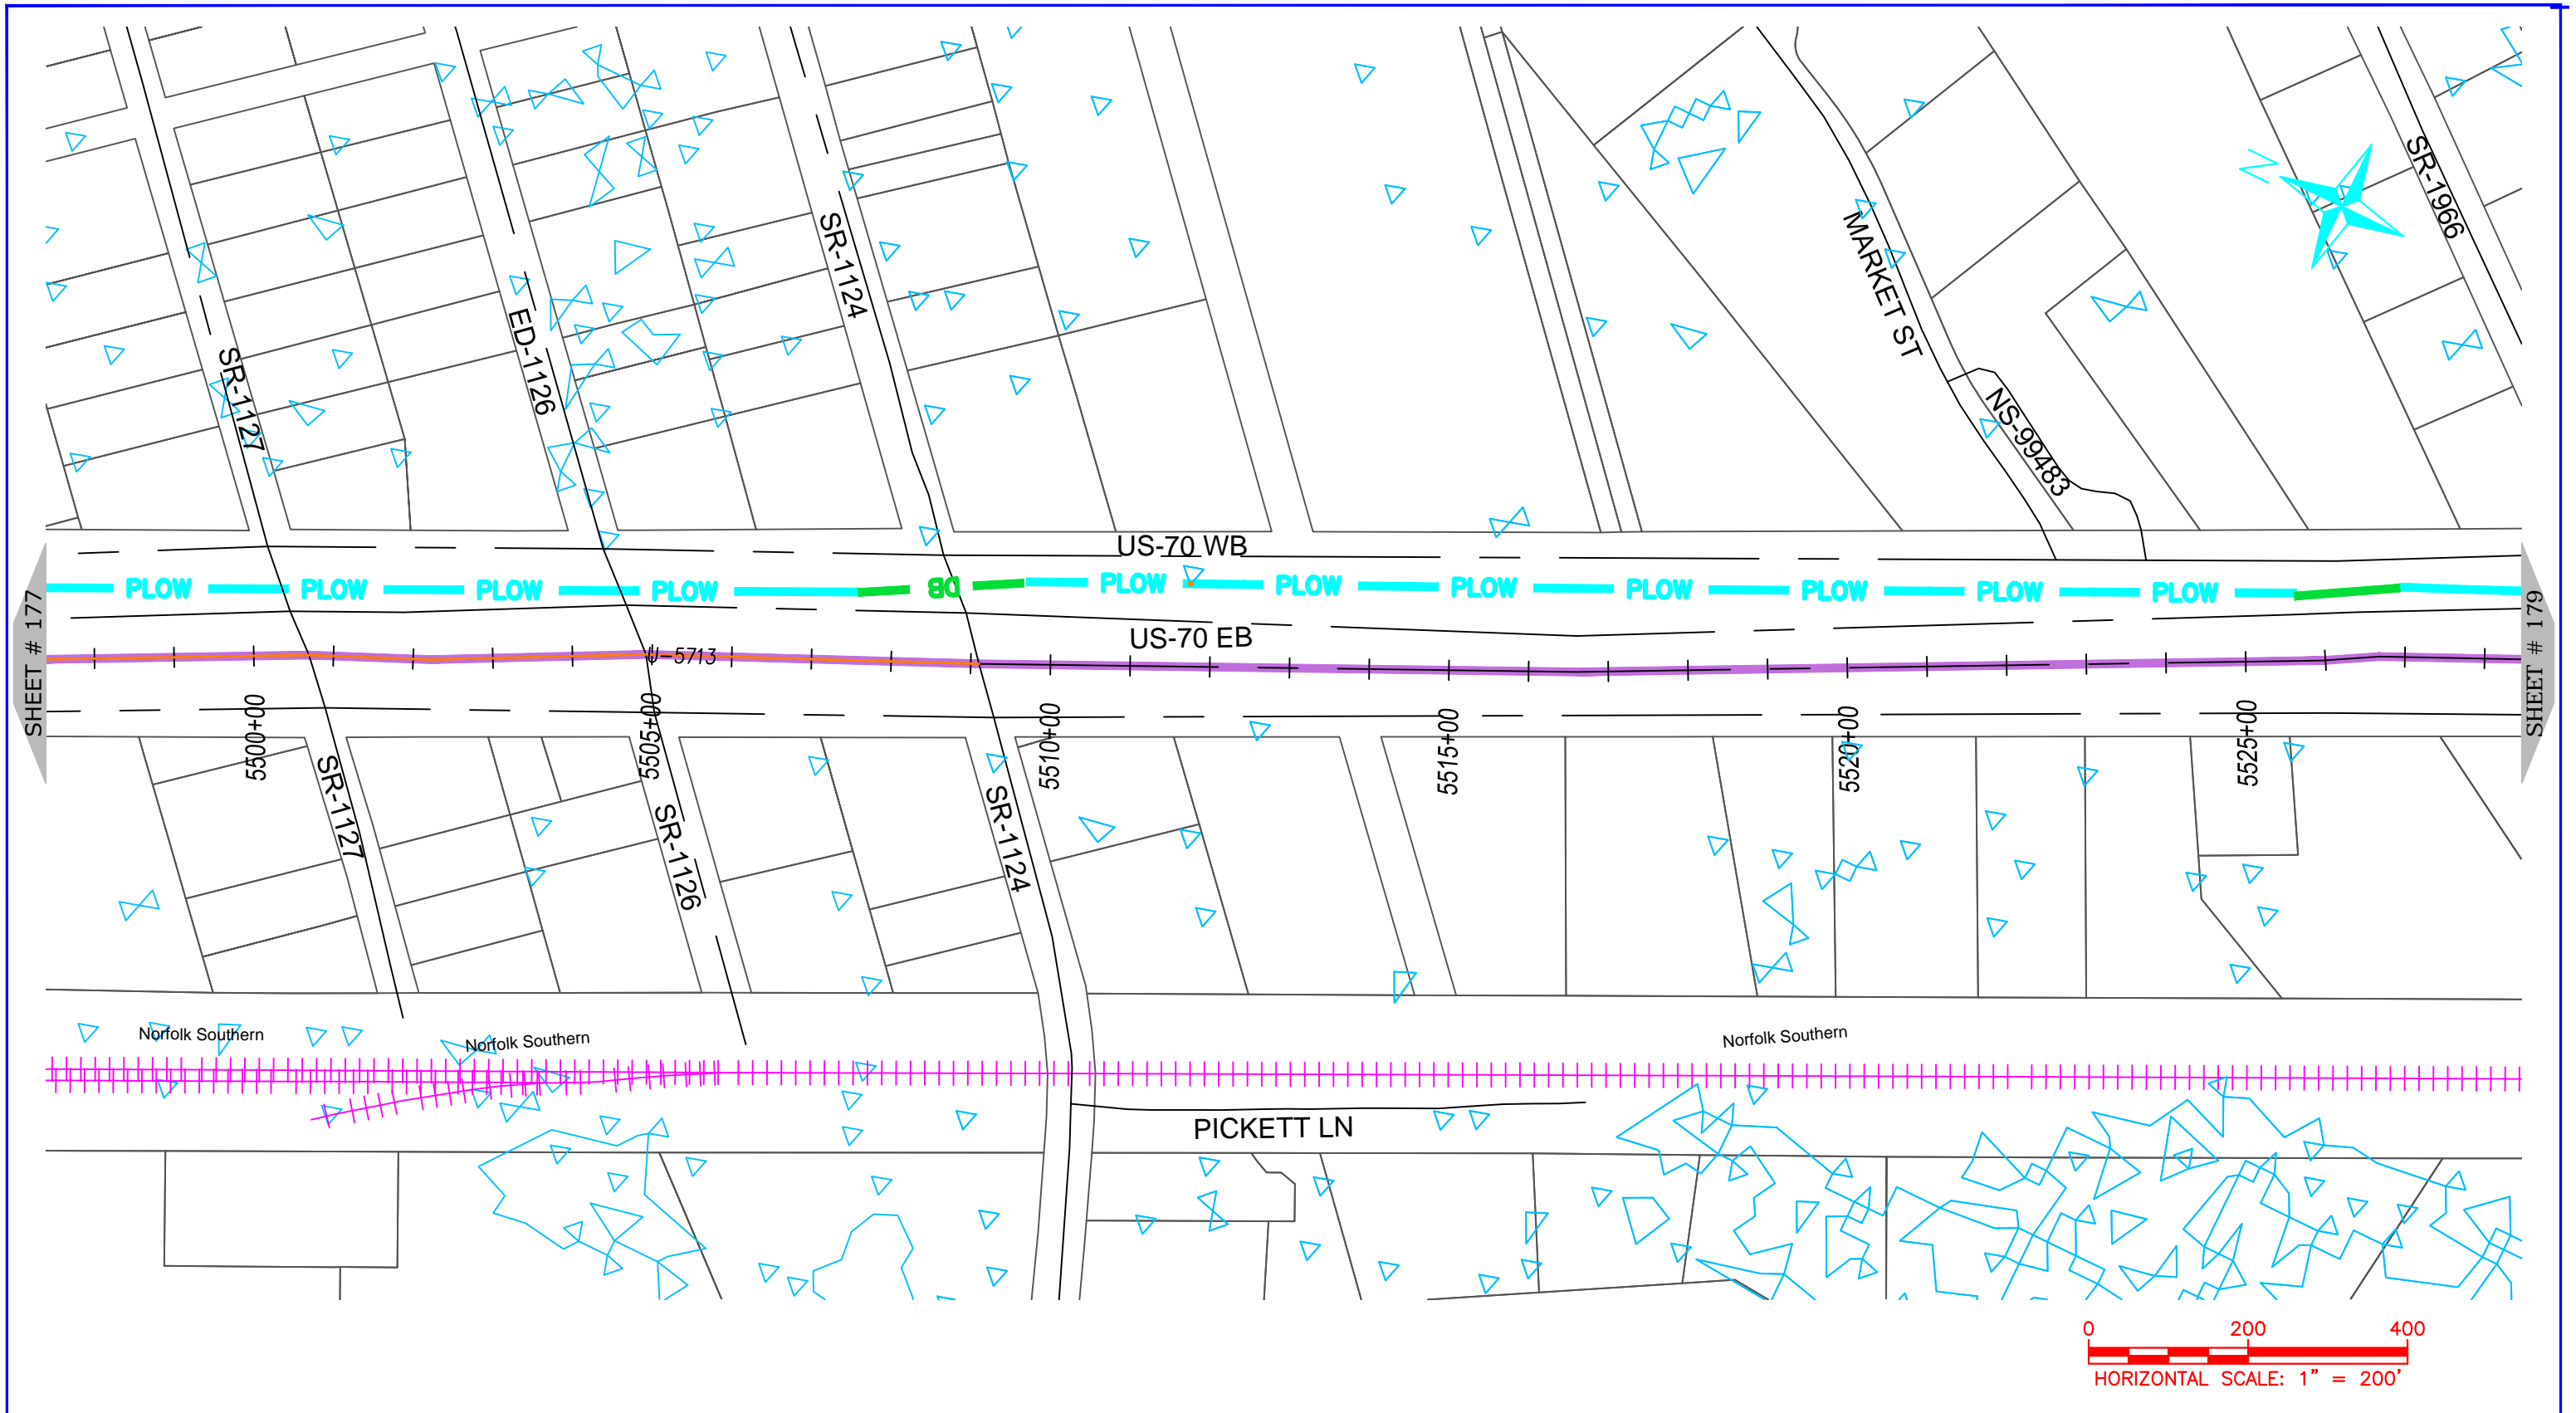 SR-1966
SR-1124
MARKET ST
N
ED-1126
SR-1127
NS-99483
US-70 WB
PLOW PLOW PLOW PLOW DB PLOW PLOW PLOW PLOW PLOW PLOW PLOW
SHEET # 177
SHEET # 179
US-70 EB
U-5713
5500+00
5505+00
5510+00
5515+00
5520+00
5525+00
SR-1127
SR-1126
SR-1124
Norfolk Southern
Norfolk Southern
Norfolk Southern
PICKETT LN
0 200 400
HORIZONTAL SCALE: 1" = 200'